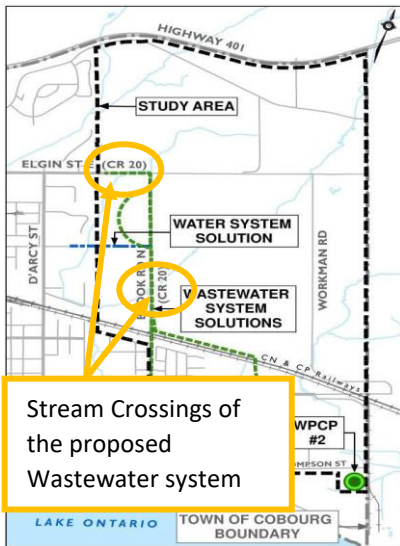 HIGHWAY 401
STUDY AREA
ELGIN ST E (CR 20)
WATER SYSTEM
SOLUTION
D'ARCY ST
WORKMAN RD
(CR 20)
WASTEWATER
SYSTEM
SOLUTIONS
CN & CP Railways
Stream Crossings of
the proposed
Wastewater system
WPCP
#2
LAKE ONTARIO
TOWN OF COBOURG
BOUNDARY